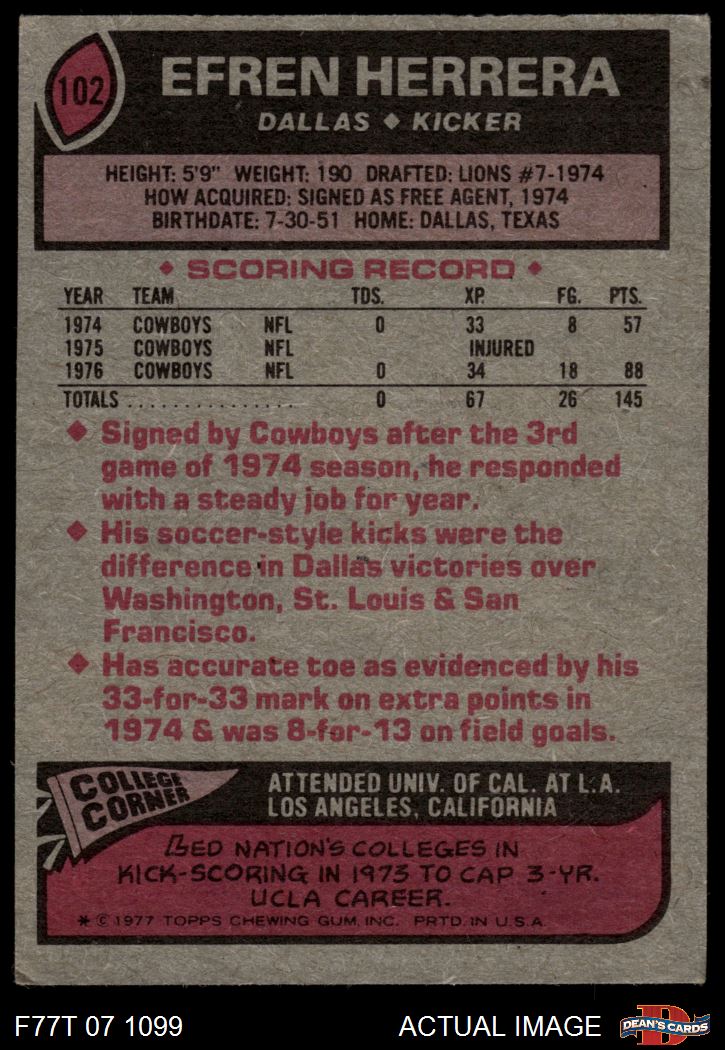 102
EFREN HERRERA
DALLAS ◆ KICKER
HEIGHT: 5'9" WEIGHT: 190 DRAFTED: LIONS #7-1974
HOW ACQUIRED: SIGNED AS FREE AGENT, 1974
BIRTHDATE: 7-30-51 HOME: DALLAS, TEXAS
◆ SCORING RECORD ◆
YEAR TEAM TDS. XP. FG. PTS.
1974 COWBOYS NFL 0 33 8 57
1975 COWBOYS NFL INJURED
1976 COWBOYS NFL 0 34 18 88
TOTALS ................ 0 67 26 145
◆ Signed by Cowboys after the 3rd
game of 1974 season, he responded
with a steady job for year.
◆ His soccer-style kicks were the
difference in Dallas victories over
Washington, St. Louis & San
Francisco.
◆ Has accurate toe as evidenced by his
33-for-33 mark on extra points in
1974 & was 8-for-13 on field goals.
COLLEGE
CORNER
ATTENDED UNIV. OF CAL. AT L.A.
LOS ANGELES, CALIFORNIA
LED NATION'S COLLEGES IN
KICK-SCORING IN 1973 TO CAP 3-YR.
UCLA CAREER.
* © 1977 TOPPS CHEWING GUM, INC. PRTD. IN U.S.A.
F77T 07 1099 ACTUAL IMAGE
D
DEAN'S CARDS